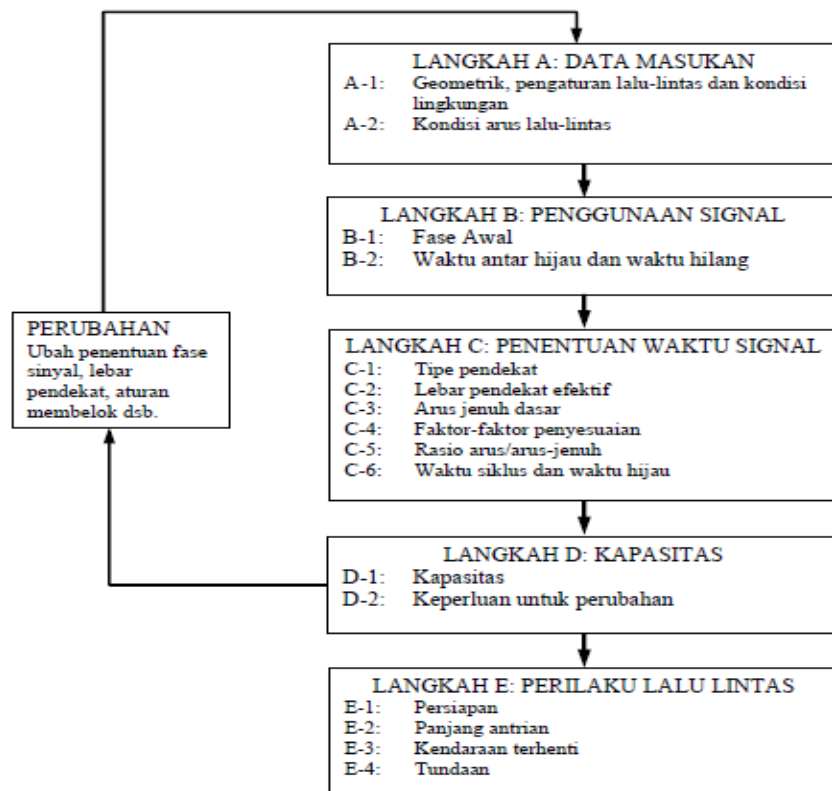 LANGKAH A: DATA MASUKAN
A-1: Geometrik, pengaturan lalu-lintas dan kondisi
lingkungan
A-2: Kondisi arus lalu-lintas
LANGKAH B: PENGGUNAAN SIGNAL
B-1: Fase Awal
B-2: Waktu antar hijau dan waktu hilang
PERUBAHAN
Ubah penentuan fase
sinyal, lebar
pendekat, aturan
membelok dsb.
LANGKAH C: PENENTUAN WAKTU SIGNAL
C-1: Tipe pendekat
C-2: Lebar pendekat efektif
C-3: Arus jenuh dasar
C-4: Faktor-faktor penyesuaian
C-5: Rasio arus/arus-jenuh
C-6: Waktu siklus dan waktu hijau
LANGKAH D: KAPASITAS
D-1: Kapasitas
D-2: Keperluan untuk perubahan
LANGKAH E: PERILAKU LALU LINTAS
E-1: Persiapan
E-2: Panjang antrian
E-3: Kendaraan terhenti
E-4: Tundaan